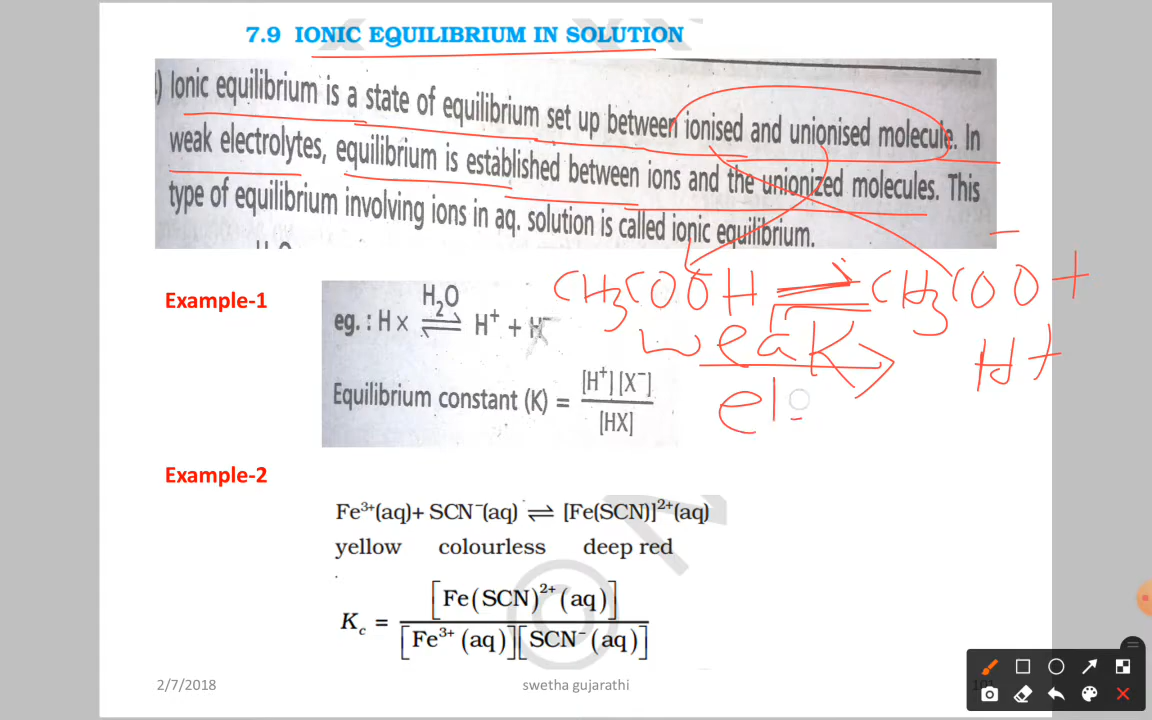 7.9 IONIC EQUILIBRIUM IN SOLUTION
) Ionic equilibrium is a state of equilibrium set up between ionised and unionised molecule. In
weak electrolytes, equilibrium is established between ions and the unionized molecules. This
type of equilibrium involving ions in aq. solution is called ionic equilibrium.
Example-1
eg. : Hx ⇌ H⁺ + H⁻
H₂O
CH3COOH ⇌ CH3COO⁻ +
H+
weak
el
Equilibrium constant (K) = [H⁺] [X⁻]
[HX]
Example-2
Fe³⁺(aq)+ SCN⁻(aq) ⇌ [Fe(SCN)]²⁺(aq)
yellow colourless deep red
K꜀ = [Fe(SCN)²⁺(aq)]
[Fe³⁺(aq)][SCN⁻(aq)]
2/7/2018 swetha gujarathi